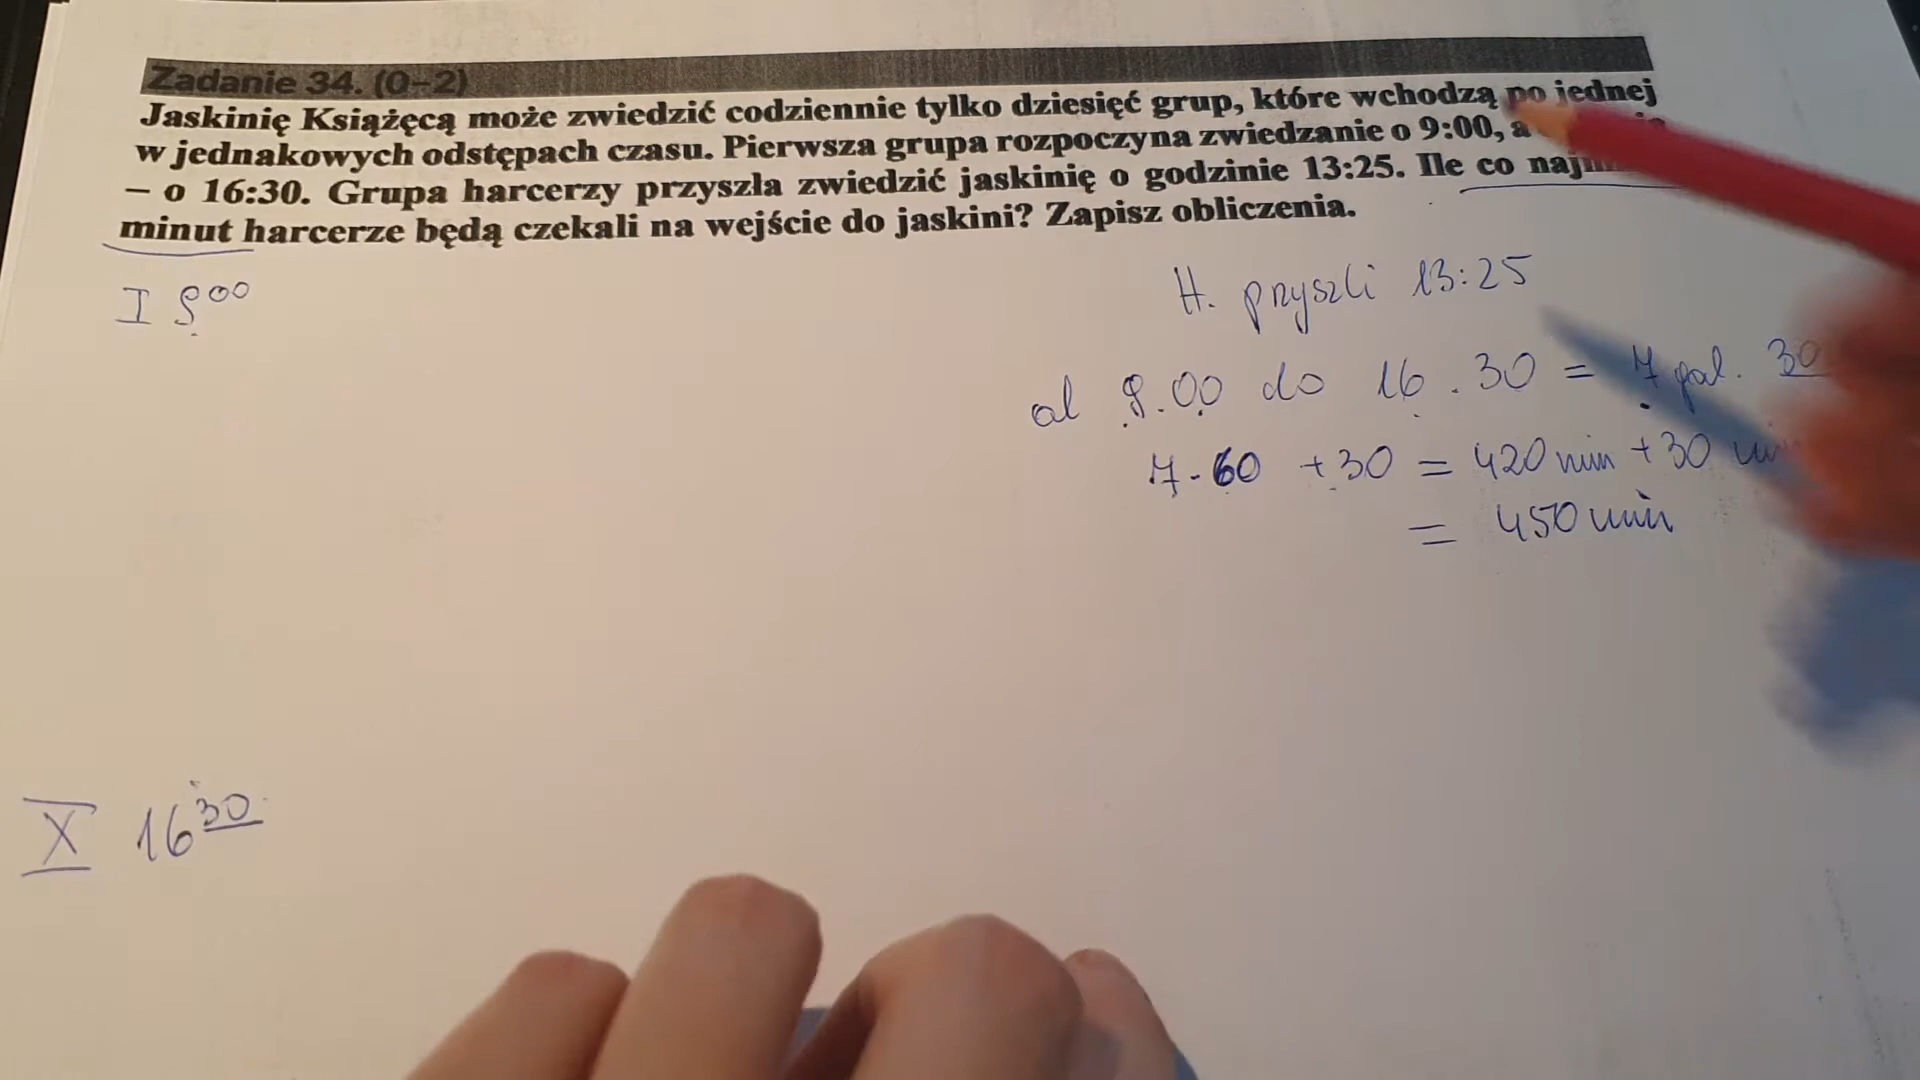 Zadanie 34. (0–2)
Jaskinię Książęcą może zwiedzić codziennie tylko dziesięć grup, które wchodzą po jednej
w jednakowych odstępach czasu. Pierwsza grupa rozpoczyna zwiedzanie o 9:00, a
– o 16:30. Grupa harcerzy przyszła zwiedzić jaskinię o godzinie 13:25. Ile co
minut harcerze będą czekali na wejście do jaskini? Zapisz obliczenia.
I 9⁰⁰
H. przyszli 13:25
od 9.00 do 16.30 = 7 god. 30
7·60 +30 = 420 min + 30
= 450 min
X 16³⁰